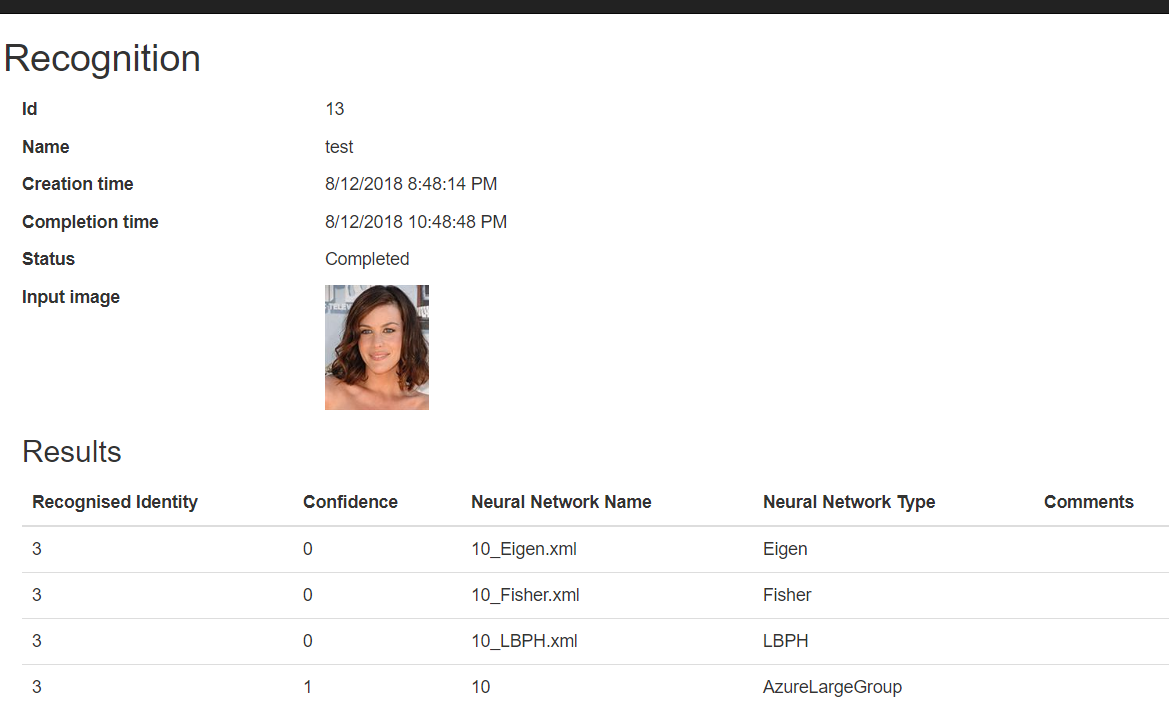 Recognition
Id 13
Name test
Creation time 8/12/2018 8:48:14 PM
Completion time 8/12/2018 10:48:48 PM
Status Completed
Input image
Results
Recognised Identity Confidence Neural Network Name Neural Network Type Comments
3 0 10_Eigen.xml Eigen
3 0 10_Fisher.xml Fisher
3 0 10_LBPH.xml LBPH
3 1 10 AzureLargeGroup